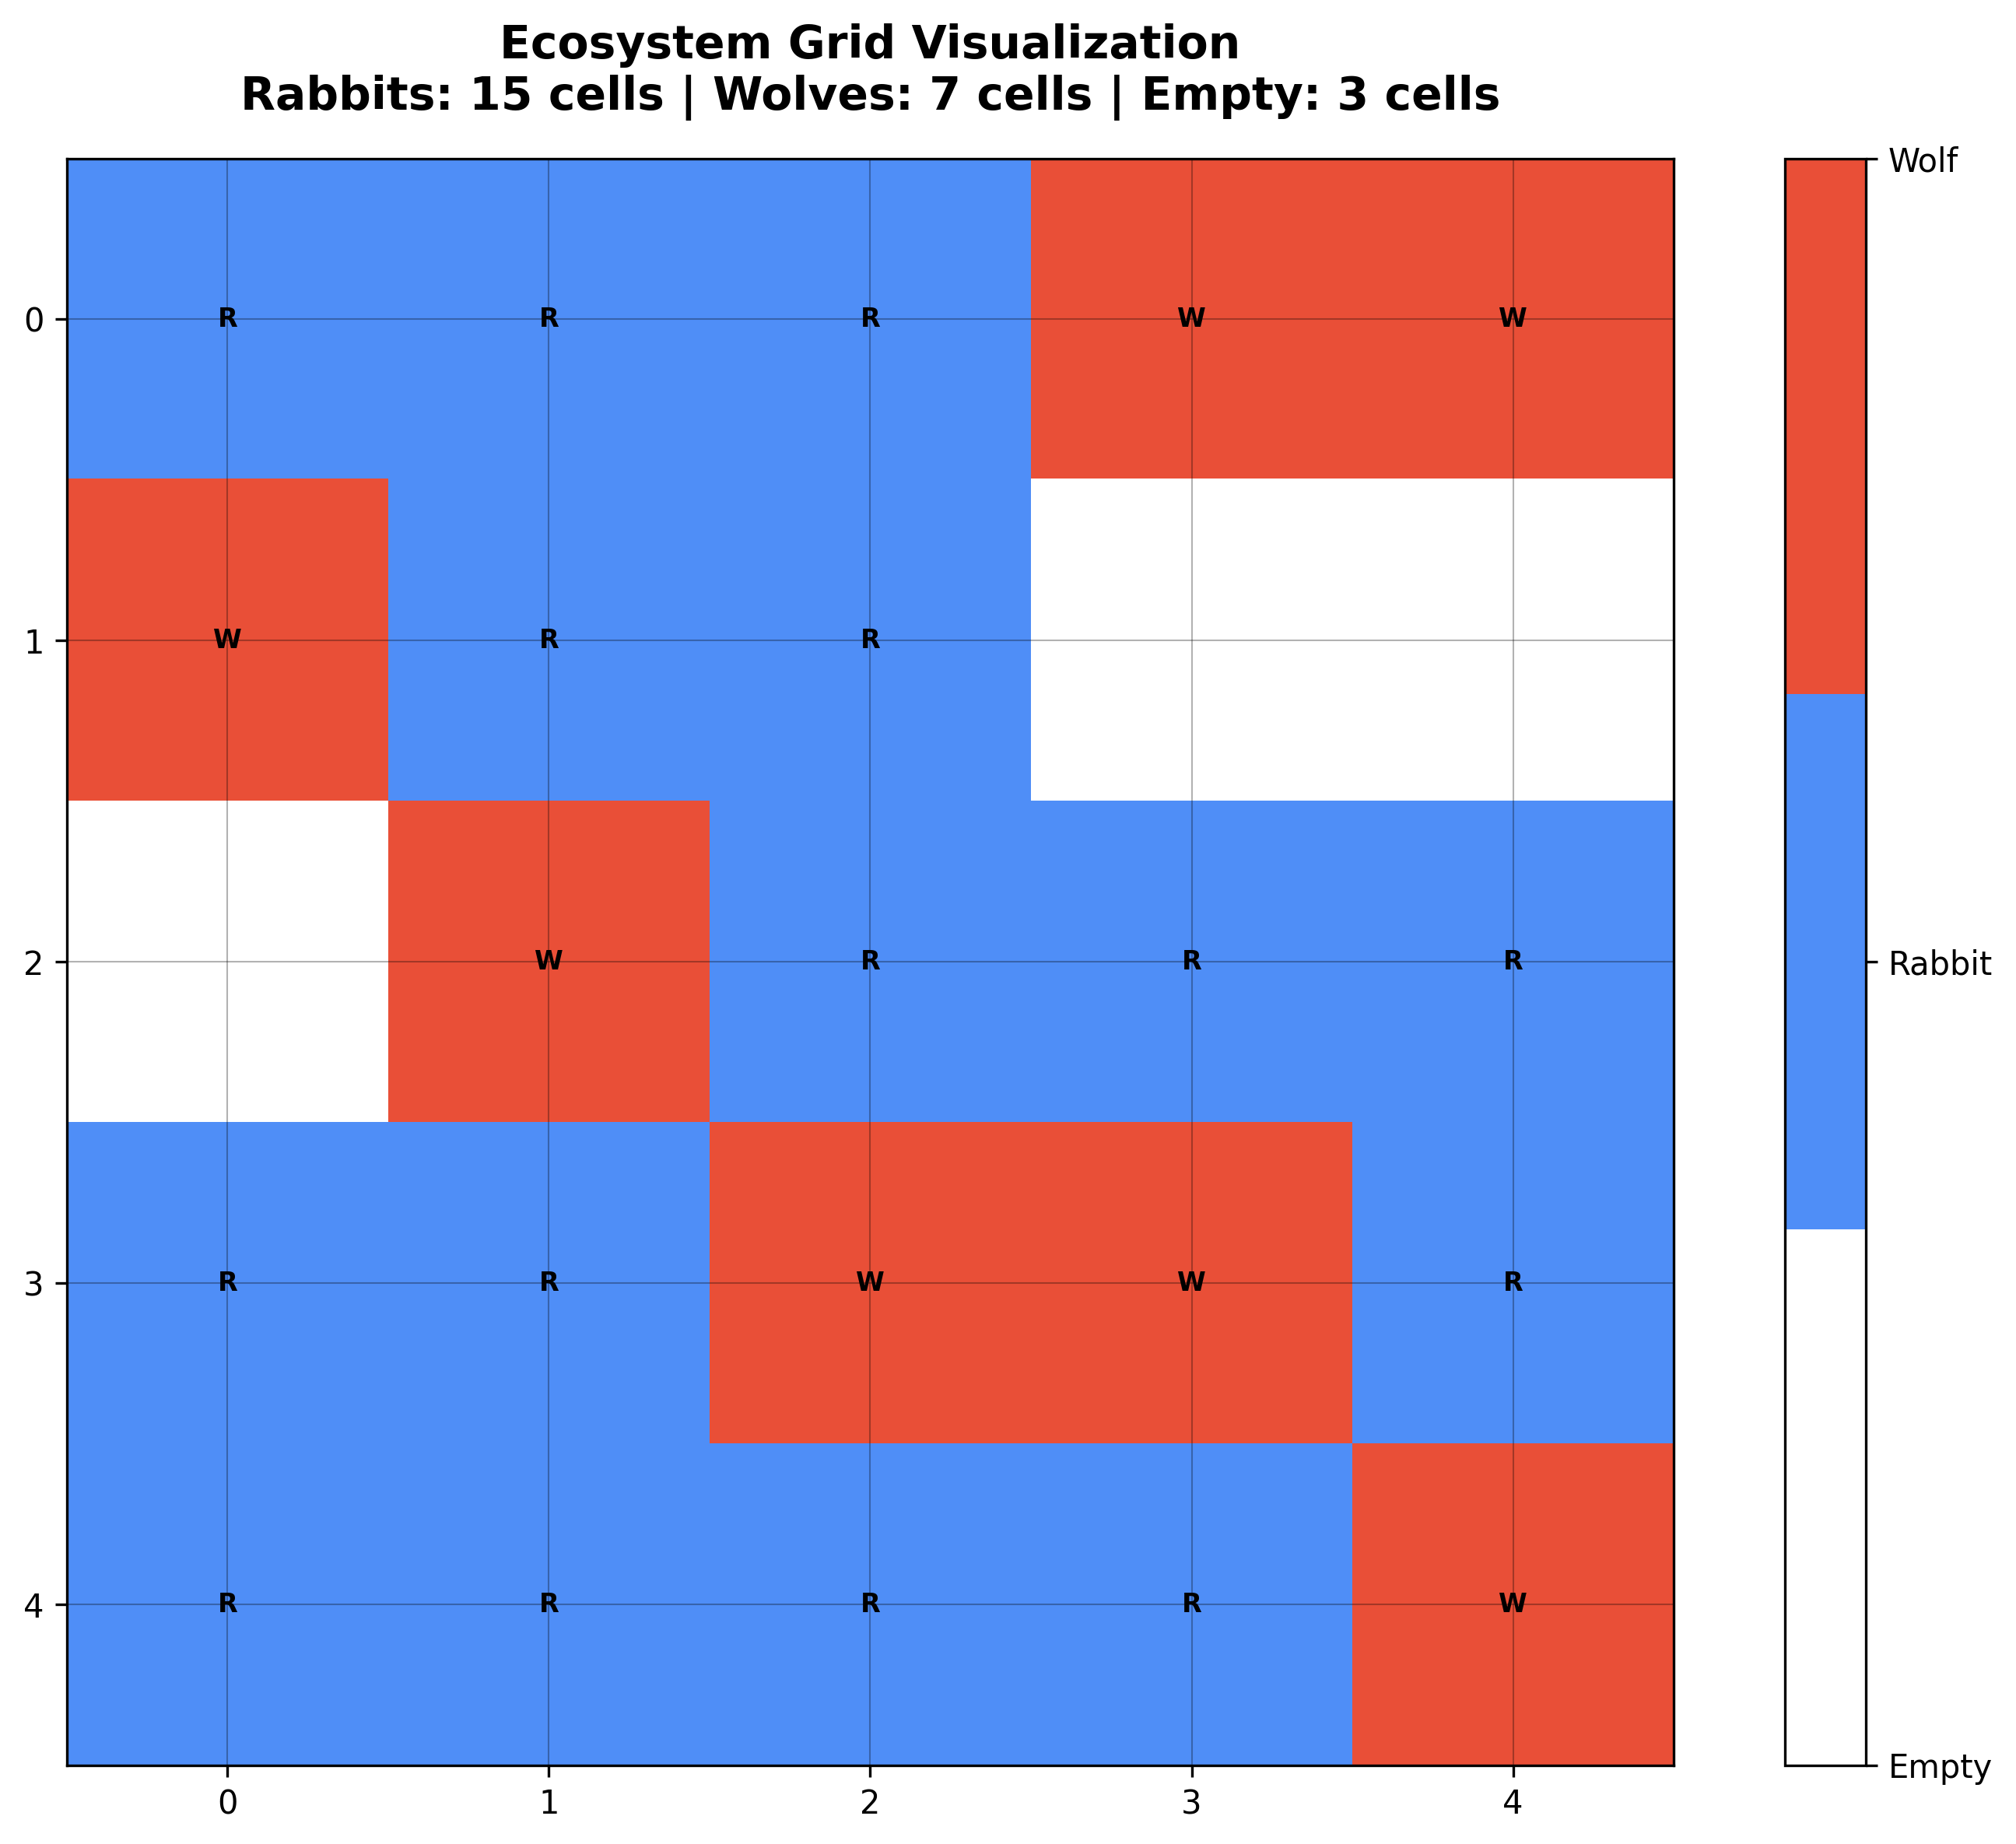 Ecosystem Grid Visualization
Rabbits: 15 cells | Wolves: 7 cells | Empty: 3 cells
Wolf
0 R R R W W
1 W R R
2 W R R R Rabbit
3 R R W W R
4 R R R R W
Empty
0 1 2 3 4